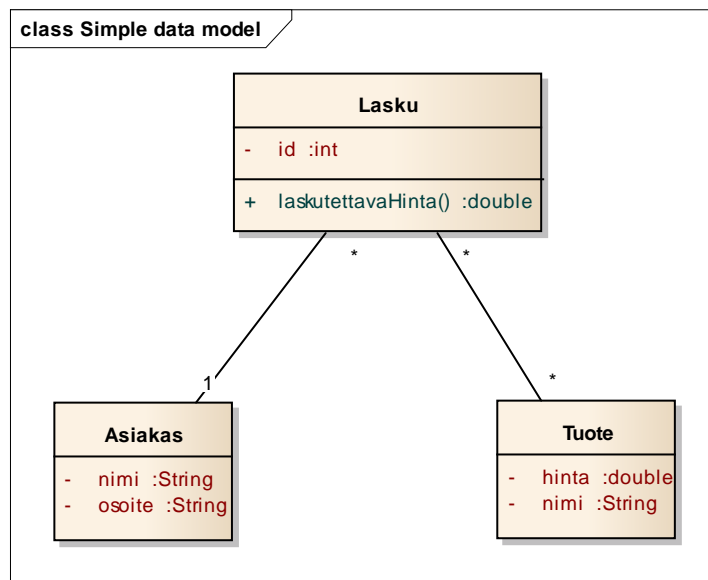 class Simple data model
Lasku
- id :int
+ laskutettavaHinta() :double
* *
1 *
Asiakas
- nimi :String
- osoite :String
Tuote
- hinta :double
- nimi :String